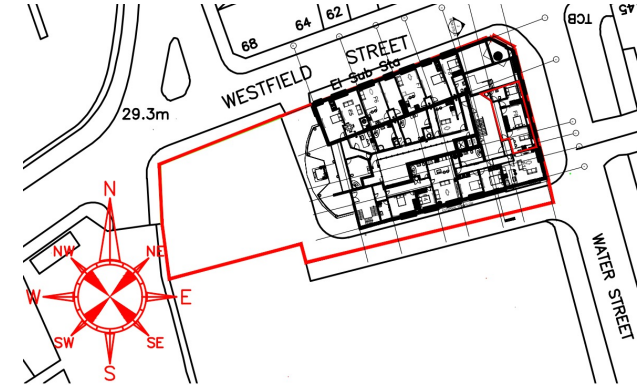 45
TCB
68 64 62
WESTFIELD STREET
El Sub Sta
29.3m
N
NW NE
W E
SW SE
S
WATER STREET